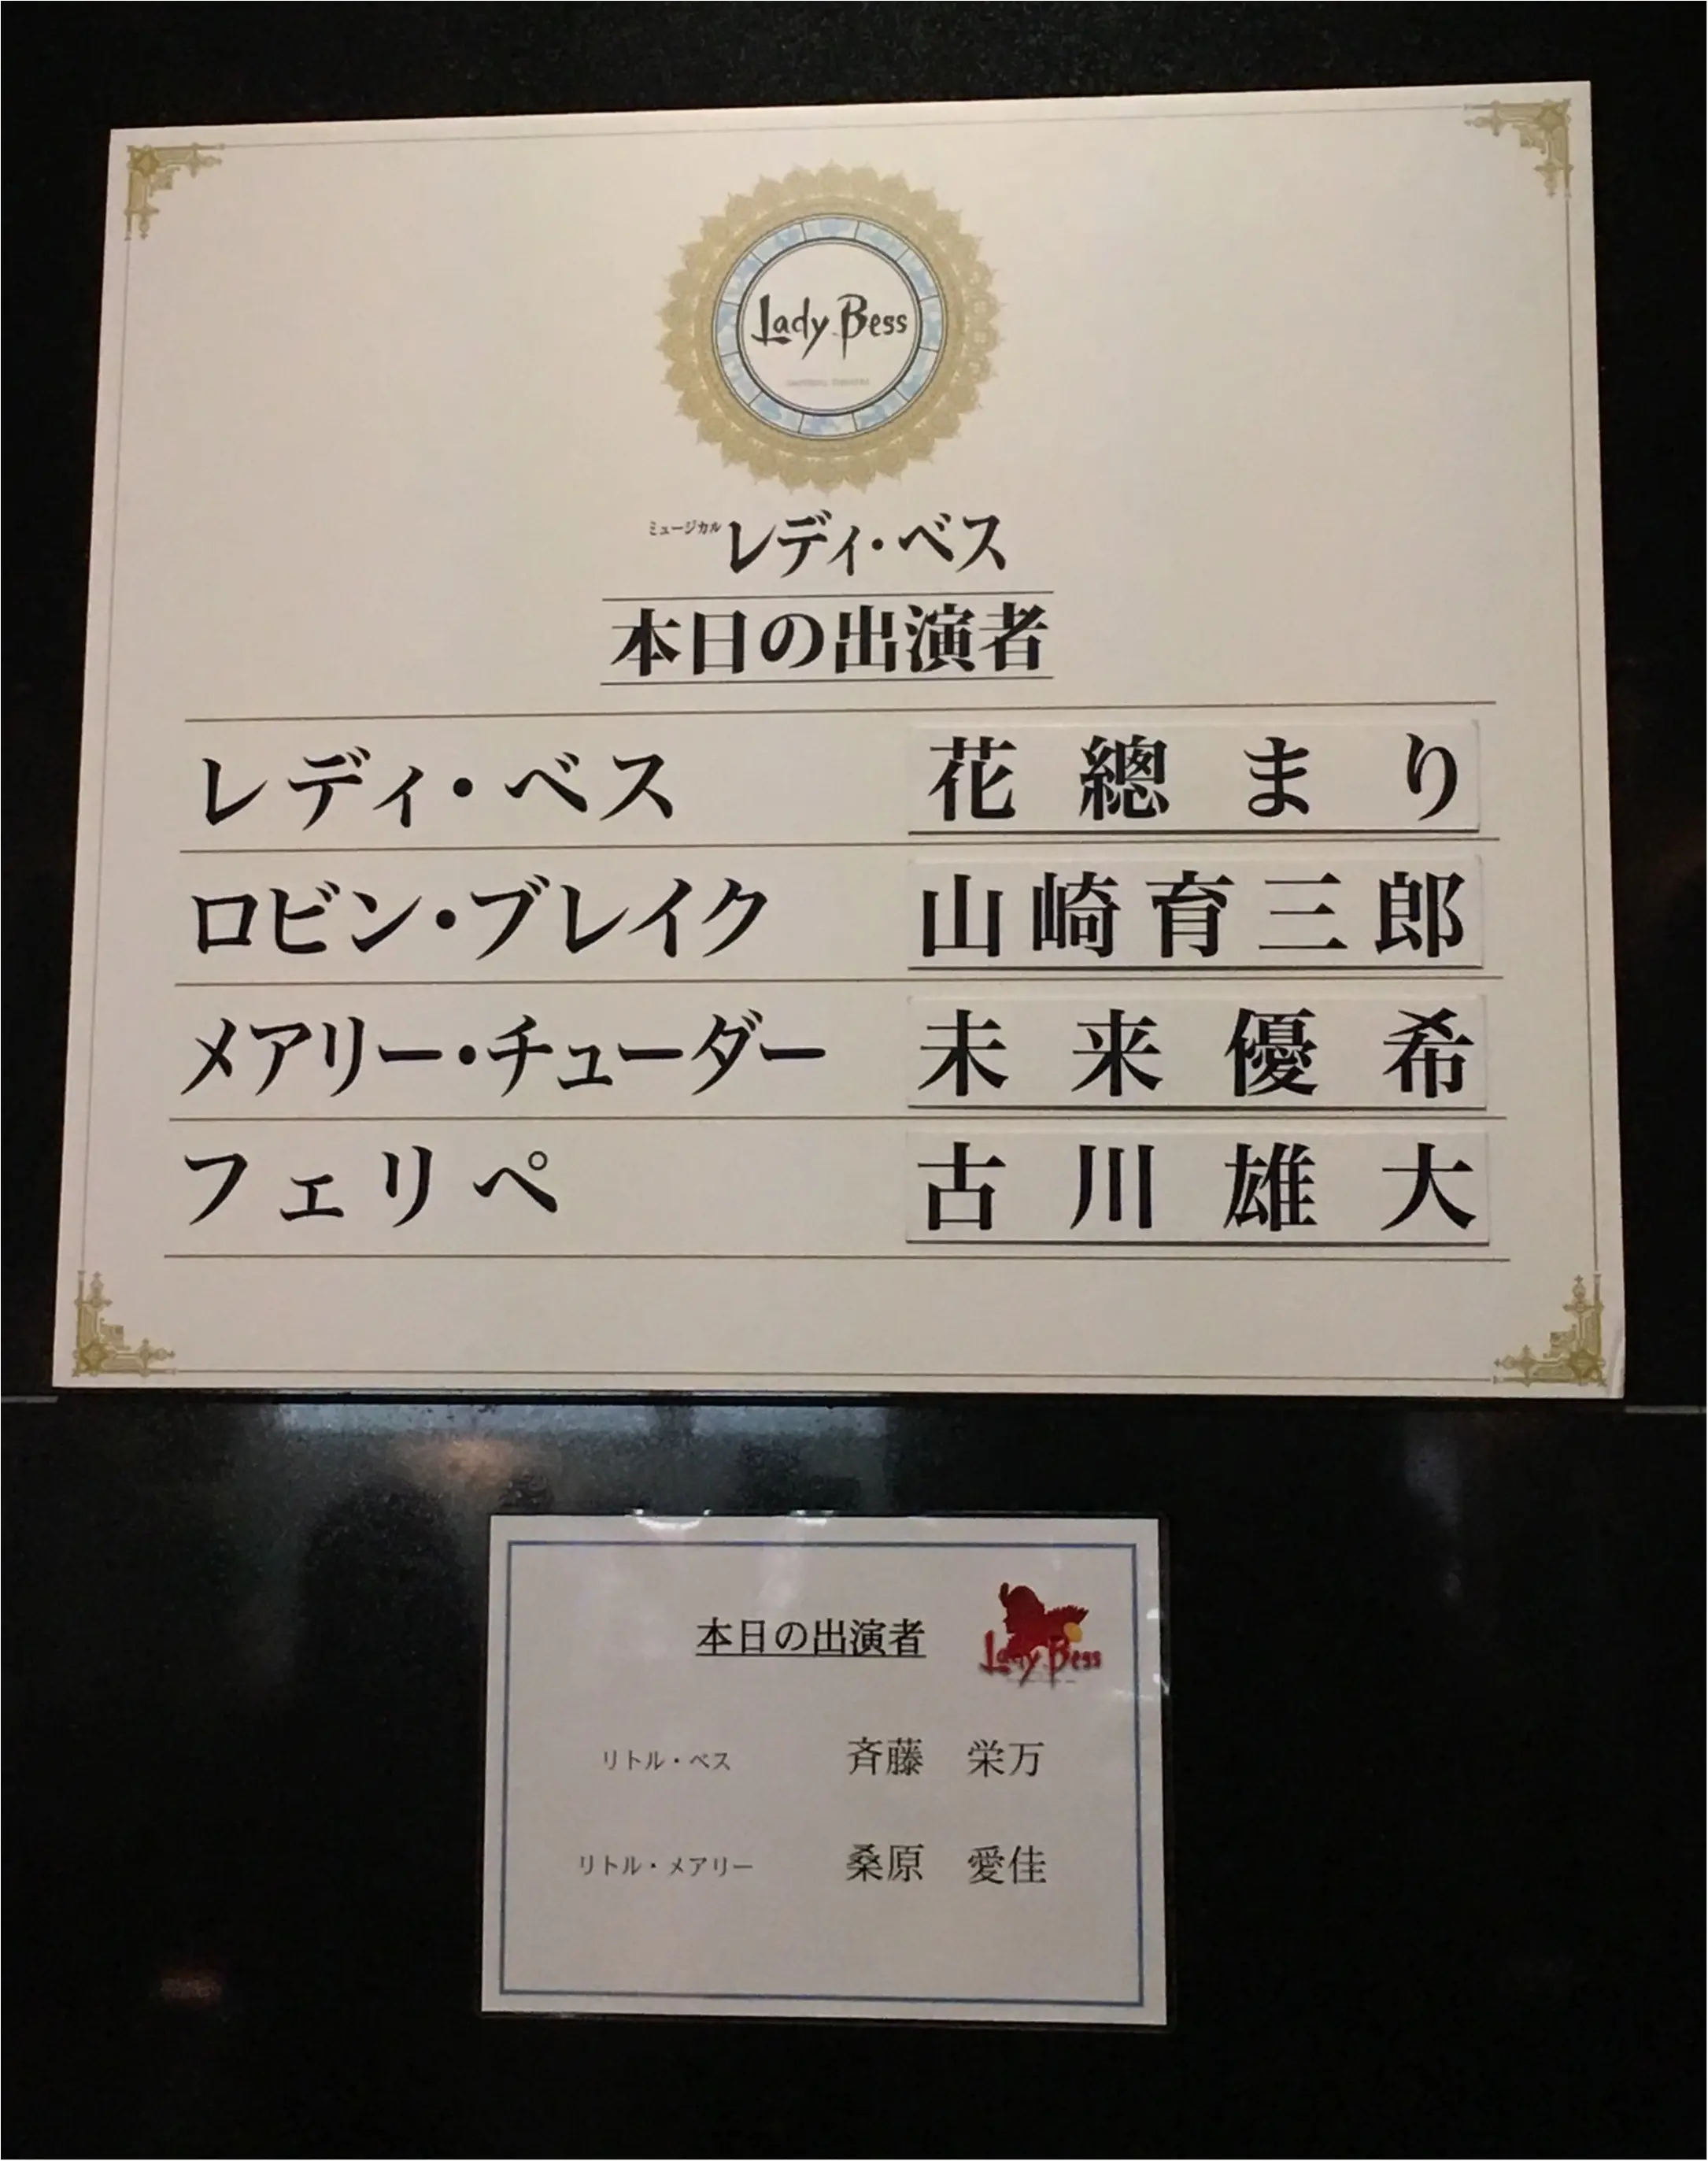 Lady Bess
IMPERIAL THEATRE
ミュージカル レディ・ベス
本日の出演者
レディ・ベス 花總まり
ロビン・ブレイク 山崎育三郎
メアリー・チューダー 未来優希
フェリペ 古川雄大
本日の出演者
Lady Bess
リトル・ベス 斉藤 栄万
リトル・メアリー 桑原 愛佳